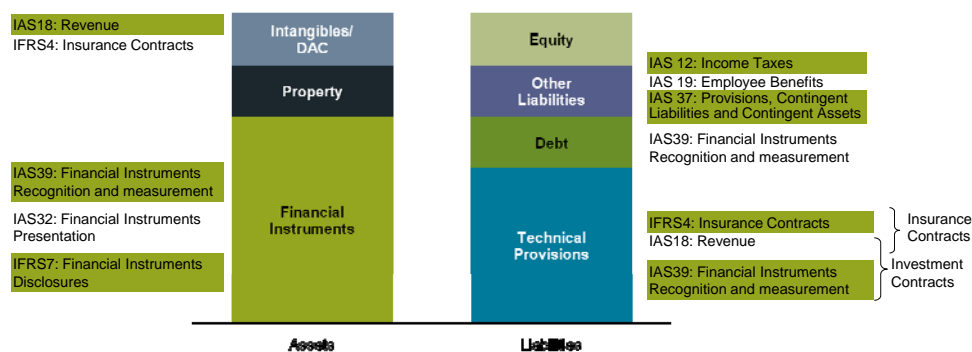 IAS18: Revenue
IFRS4: Insurance Contracts
IAS39: Financial Instruments
Recognition and measurement
IAS32: Financial Instruments
Presentation
IFRS7: Financial Instruments
Disclosures
Intangibles/
DAC
Property
Financial
Instruments
Assets
Equity
Other
Liabilities
Debt
Technical
Provisions
Liabilities
IAS 12: Income Taxes
IAS 19: Employee Benefits
IAS 37: Provisions, Contingent
Liabilities and Contingent Assets
IAS39: Financial Instruments
Recognition and measurement
IFRS4: Insurance Contracts
IAS18: Revenue
IAS39: Financial Instruments
Recognition and measurement
Insurance
Contracts
Investment
Contracts